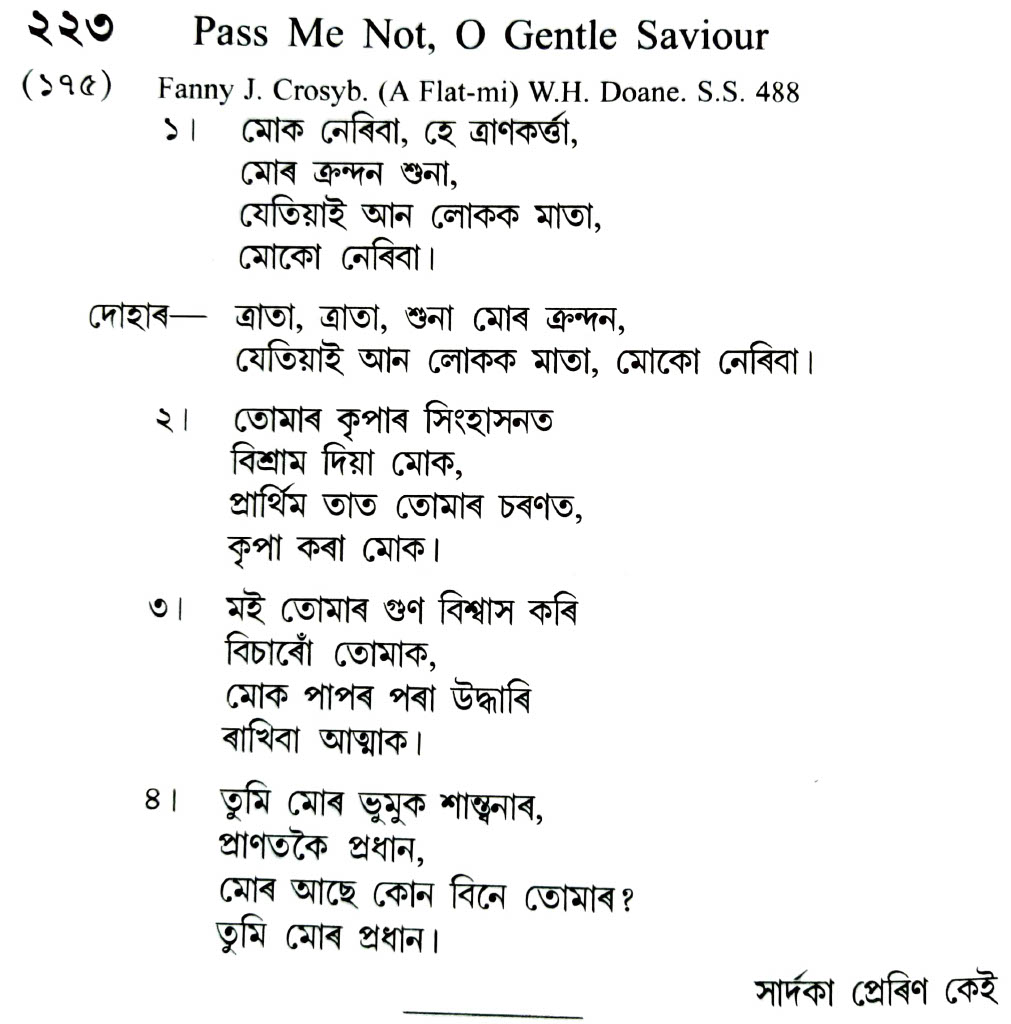 ২২৩ Pass Me Not, O Gentle Saviour
(১৭৫) Fanny J. Crosyb. (A Flat-mi) W.H. Doane. S.S. 488
১। মোক নেৰিবা, হে ত্ৰাণকৰ্ত্তা,
মোৰ ক্ৰন্দন শুনা,
যেতিয়াই আন লোকক মাতা,
মোকো নেৰিবা।
দোহাৰ— ত্ৰাতা, ত্ৰাতা, শুনা মোৰ ক্ৰন্দন,
যেতিয়াই আন লোকক মাতা, মোকো নেৰিবা।
২। তোমাৰ কৃপাৰ সিংহাসনত
বিশ্ৰাম দিয়া মোক,
প্ৰাৰ্থিম তাত তোমাৰ চৰণত,
কৃপা কৰা মোক।
৩। মই তোমাৰ গুণ বিশ্বাস কৰি
বিচাৰোঁ তোমাক,
মোক পাপৰ পৰা উদ্ধাৰি
ৰাখিবা আত্মাক।
৪। তুমি মোৰ ভূমুক শান্ত্বনাৰ,
প্ৰাণতকৈ প্ৰধান,
মোৰ আছে কোন বিনে তোমাৰ?
তুমি মোৰ প্ৰধান।
সাৰ্দকা প্ৰেৰিণ কেই